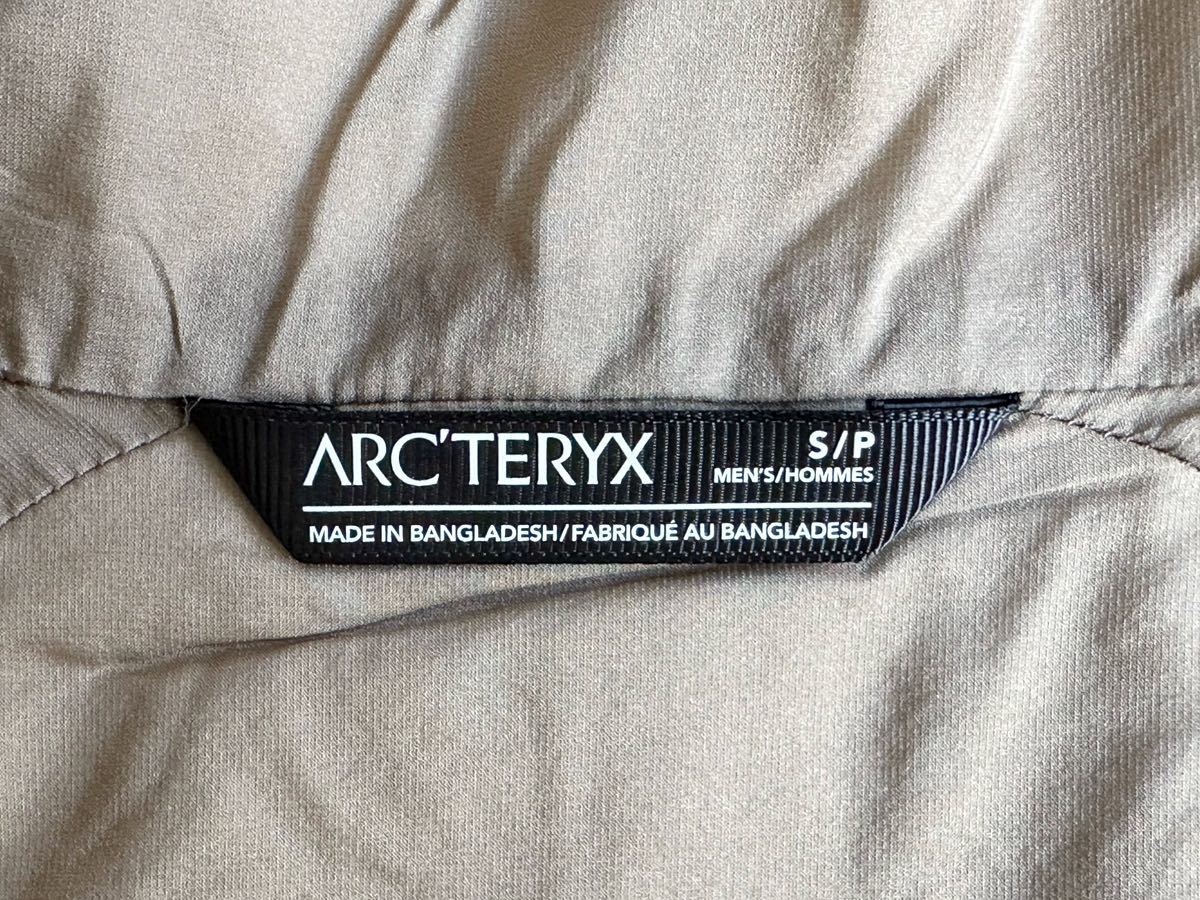 ARC'TERYX
S/P
MEN'S/HOMMES
MADE IN BANGLADESH/FABRIQUÉ AU BANGLADESH